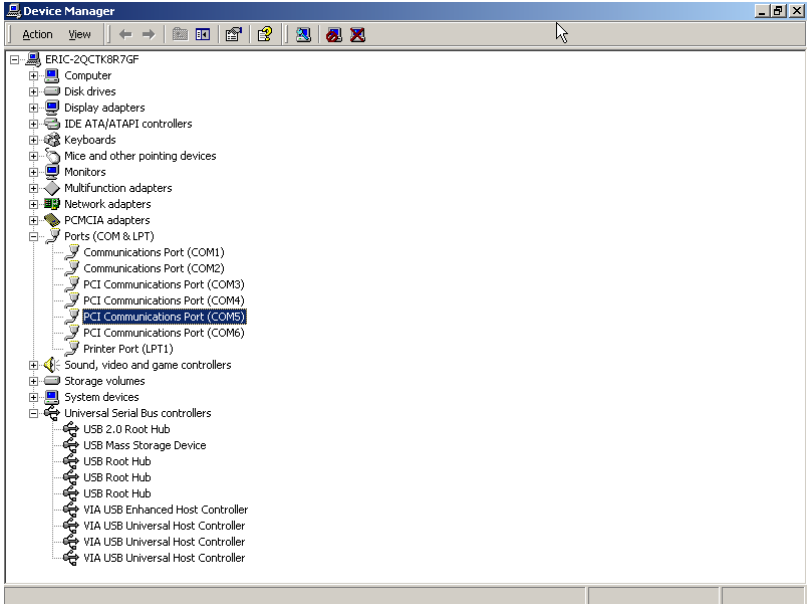 Device Manager
Action View
ERIC-2QCTK8R7GF
Computer
Disk drives
Display adapters
IDE ATA/ATAPI controllers
Keyboards
Mice and other pointing devices
Monitors
Multifunction adapters
Network adapters
PCMCIA adapters
Ports (COM & LPT)
Communications Port (COM1)
Communications Port (COM2)
PCI Communications Port (COM3)
PCI Communications Port (COM4)
PCI Communications Port (COM5)
PCI Communications Port (COM6)
Printer Port (LPT1)
Sound, video and game controllers
Storage volumes
System devices
Universal Serial Bus controllers
USB 2.0 Root Hub
USB Mass Storage Device
USB Root Hub
USB Root Hub
USB Root Hub
VIA USB Enhanced Host Controller
VIA USB Universal Host Controller
VIA USB Universal Host Controller
VIA USB Universal Host Controller